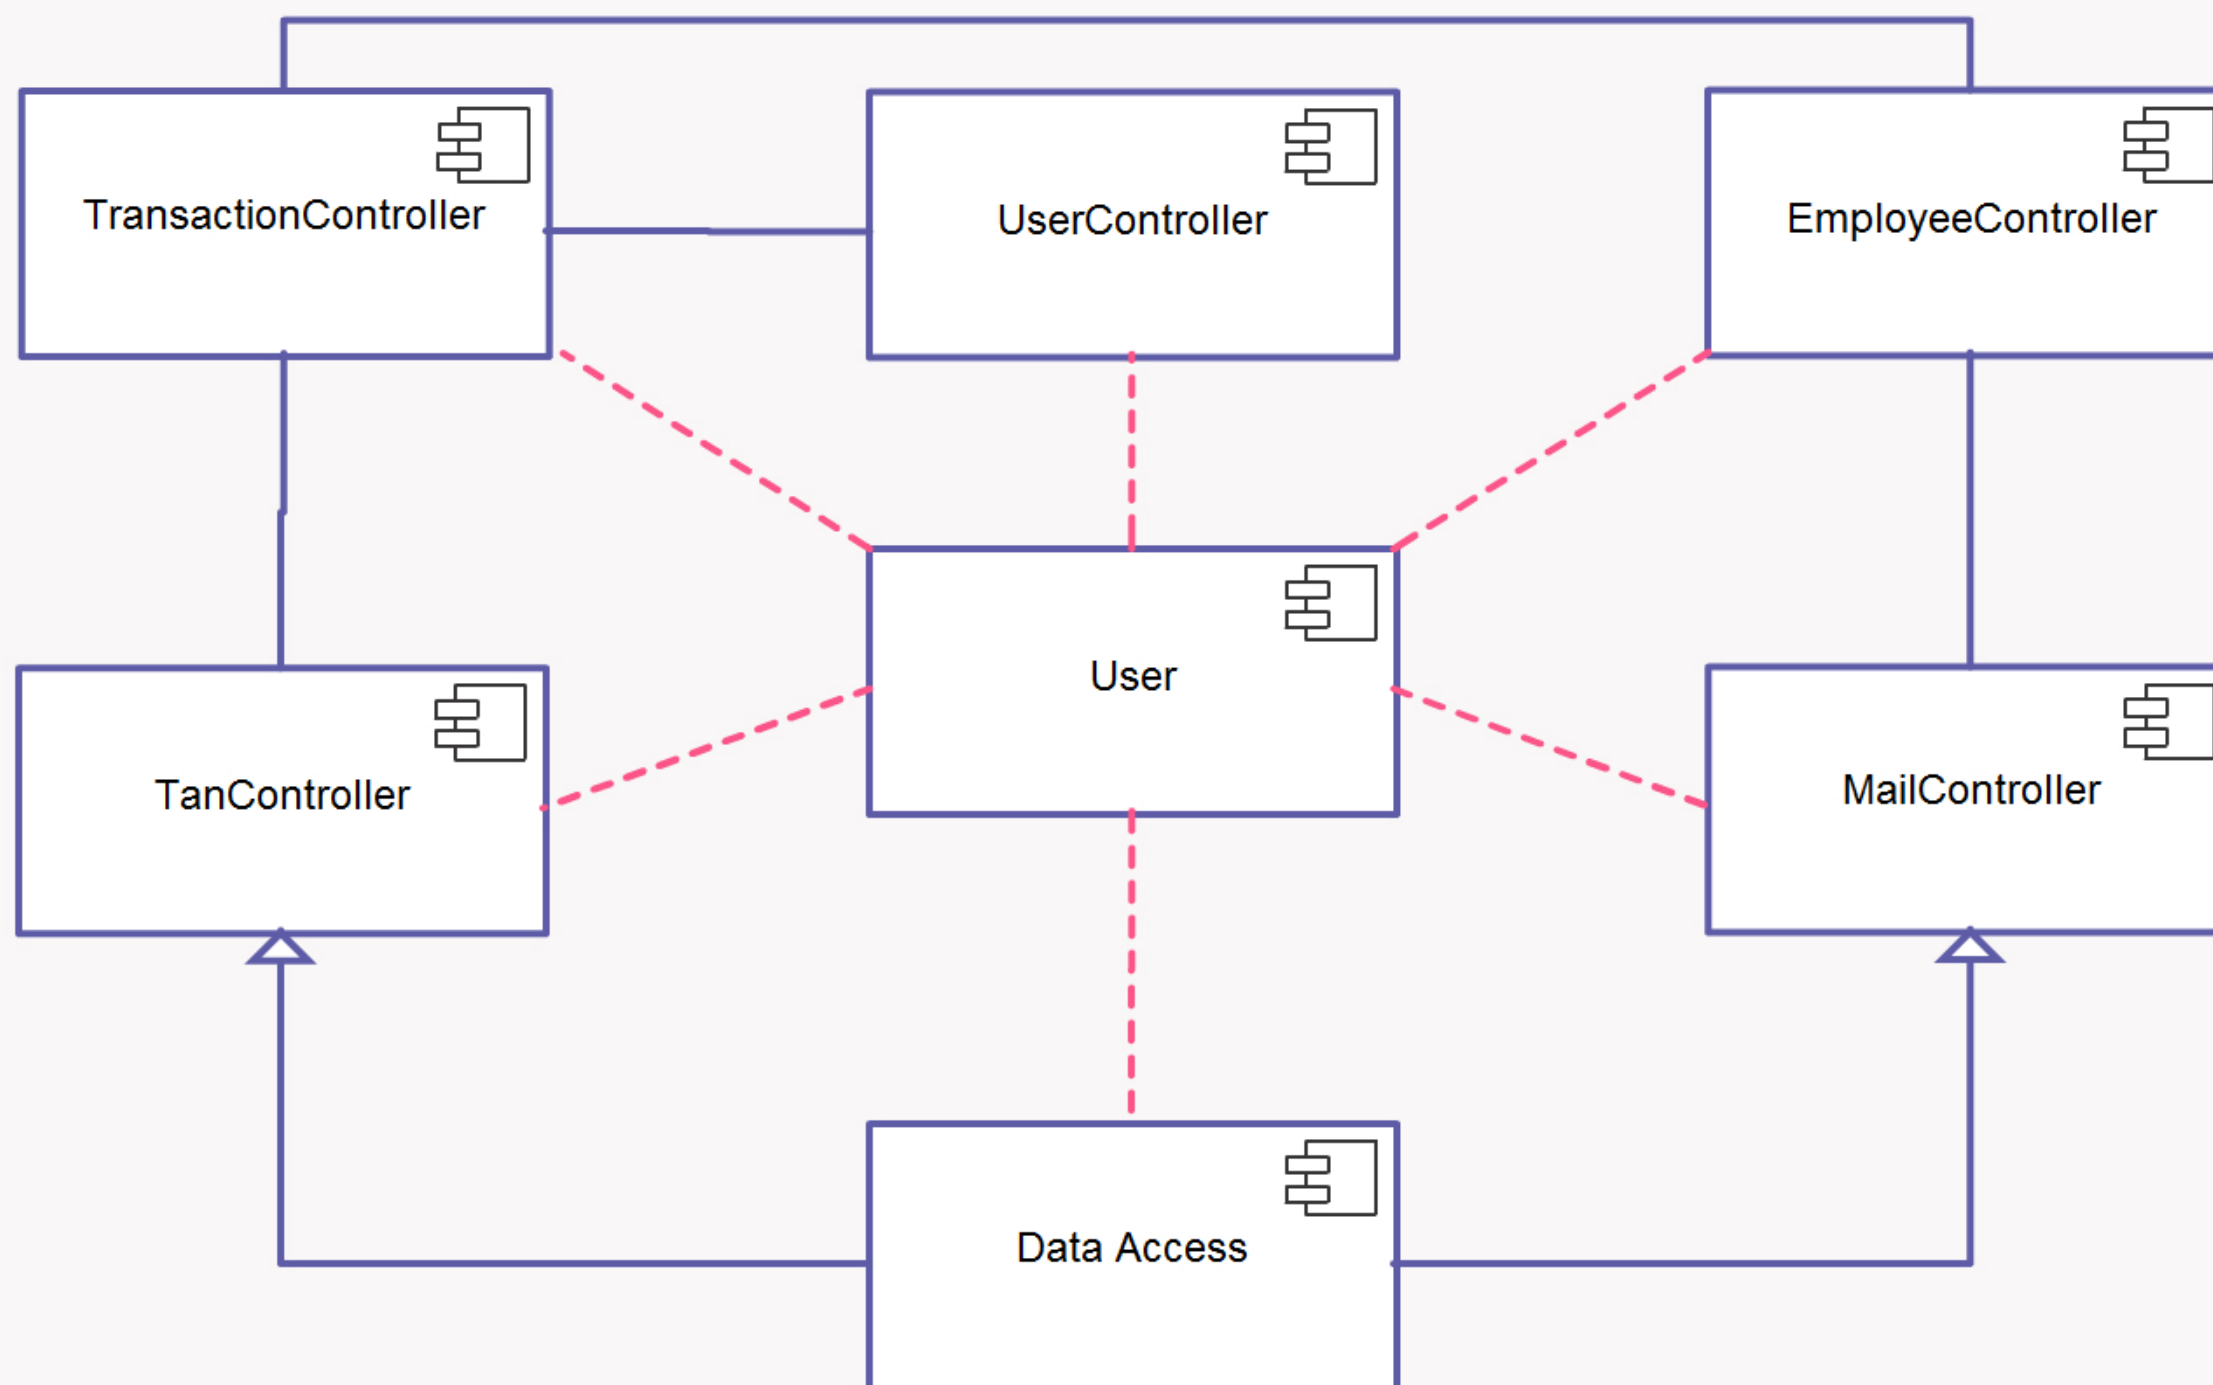 TransactionController
UserController
EmployeeController
User
TanController
MailController
Data Access